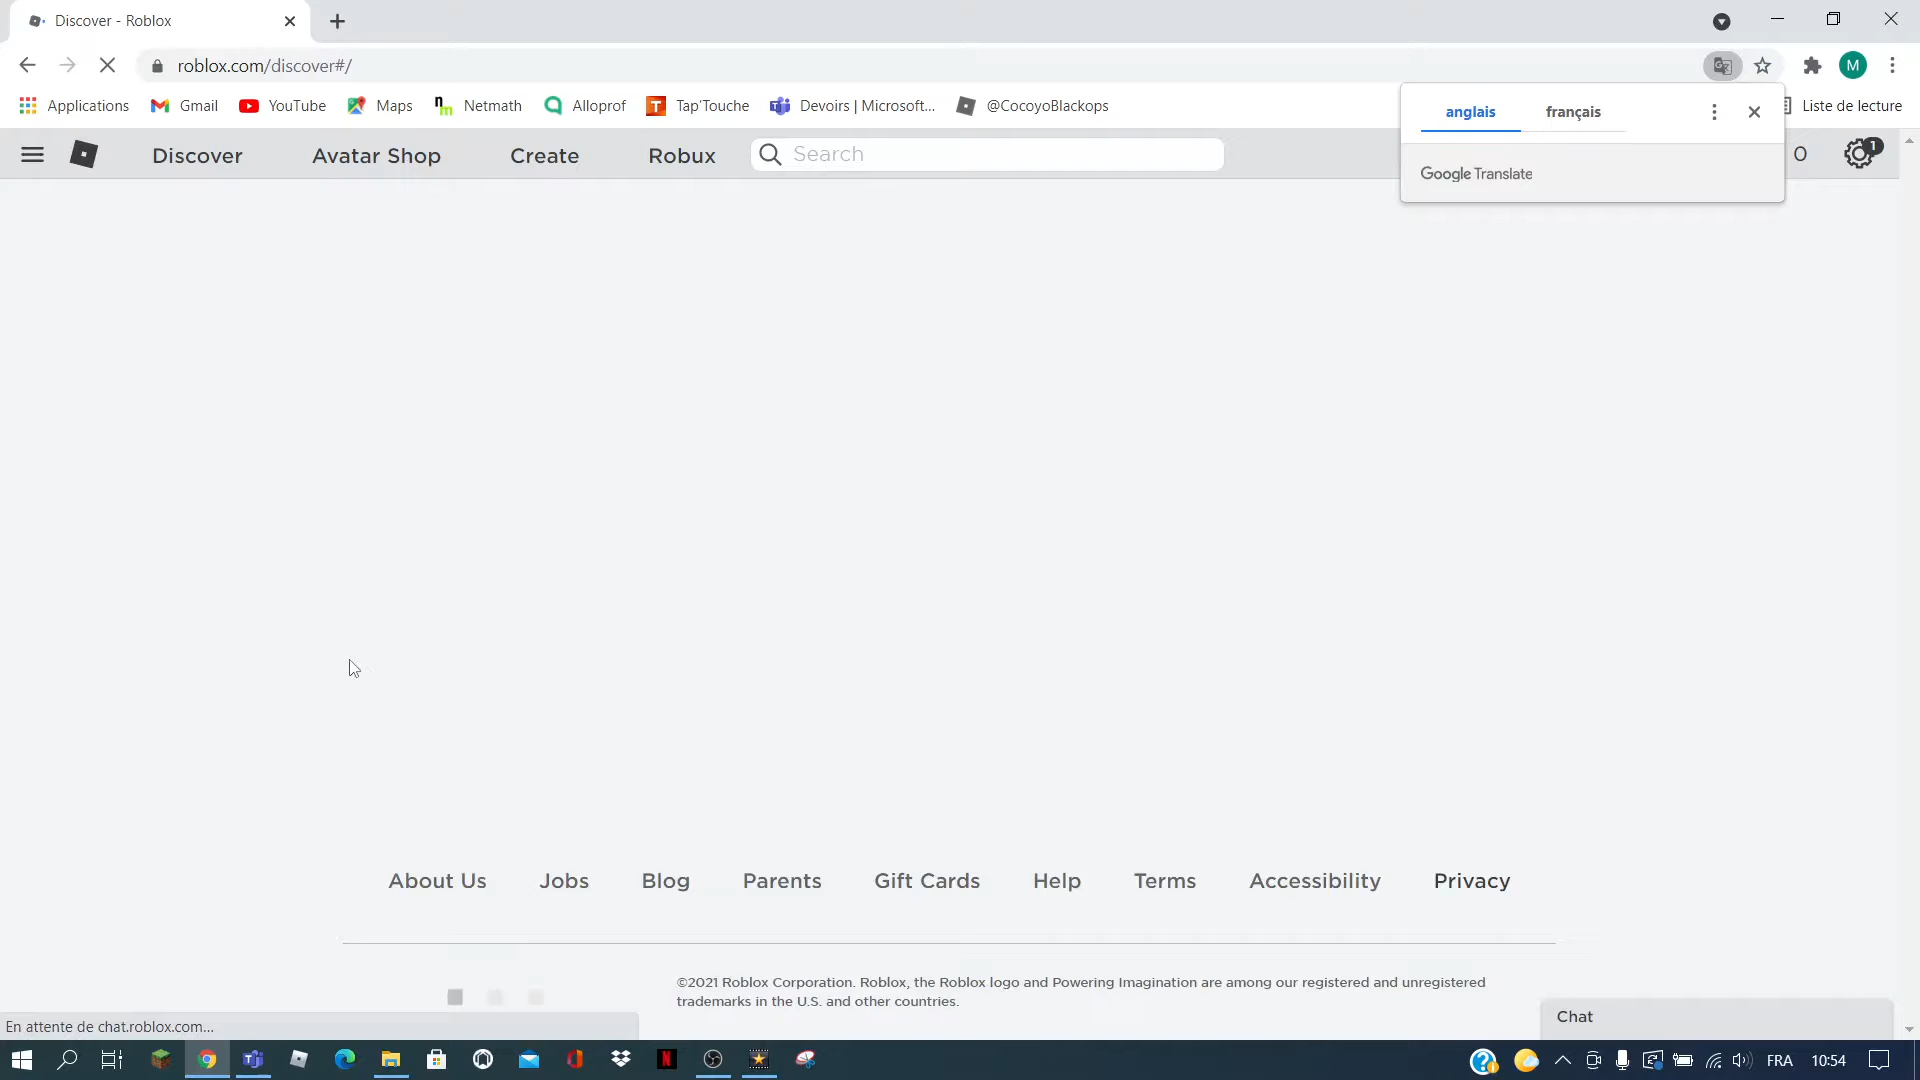 Discover - Roblox
roblox.com/discover#/
Applications Gmail YouTube Maps Netmath Alloprof Tap'Touche Devoirs | Microsoft... @CocoyoBlackops Liste de lecture
M
anglais français
Google Translate
Discover Avatar Shop Create Robux Search 0 1
About Us Jobs Blog Parents Gift Cards Help Terms Accessibility Privacy
©2021 Roblox Corporation. Roblox, the Roblox logo and Powering Imagination are among our registered and unregistered
trademarks in the U.S. and other countries.
Chat
En attente de chat.roblox.com...
FRA 10:54